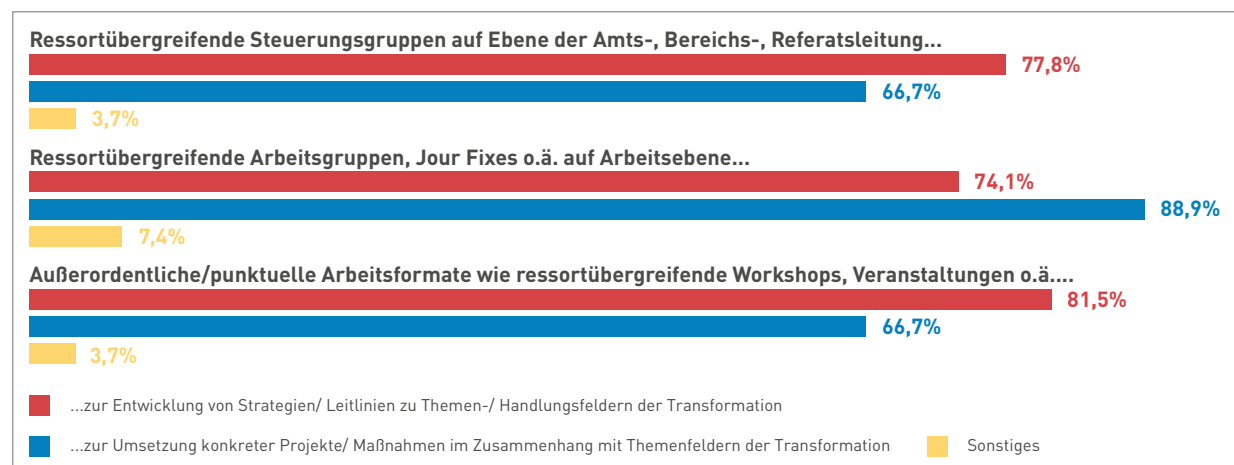 Ressortübergreifende Steuerungsgruppen auf Ebene der Amts-, Bereichs-, Referatsleitung...
77,8%
66,7%
3,7%
Ressortübergreifende Arbeitsgruppen, Jour Fixes o.ä. auf Arbeitsebene...
74,1%
88,9%
7,4%
Außerordentliche/punktuelle Arbeitsformate wie ressortübergreifende Workshops, Veranstaltungen o.ä....
81,5%
66,7%
3,7%
...zur Entwicklung von Strategien/ Leitlinien zu Themen-/ Handlungsfeldern der Transformation
...zur Umsetzung konkreter Projekte/ Maßnahmen im Zusammenhang mit Themenfeldern der Transformation
Sonstiges